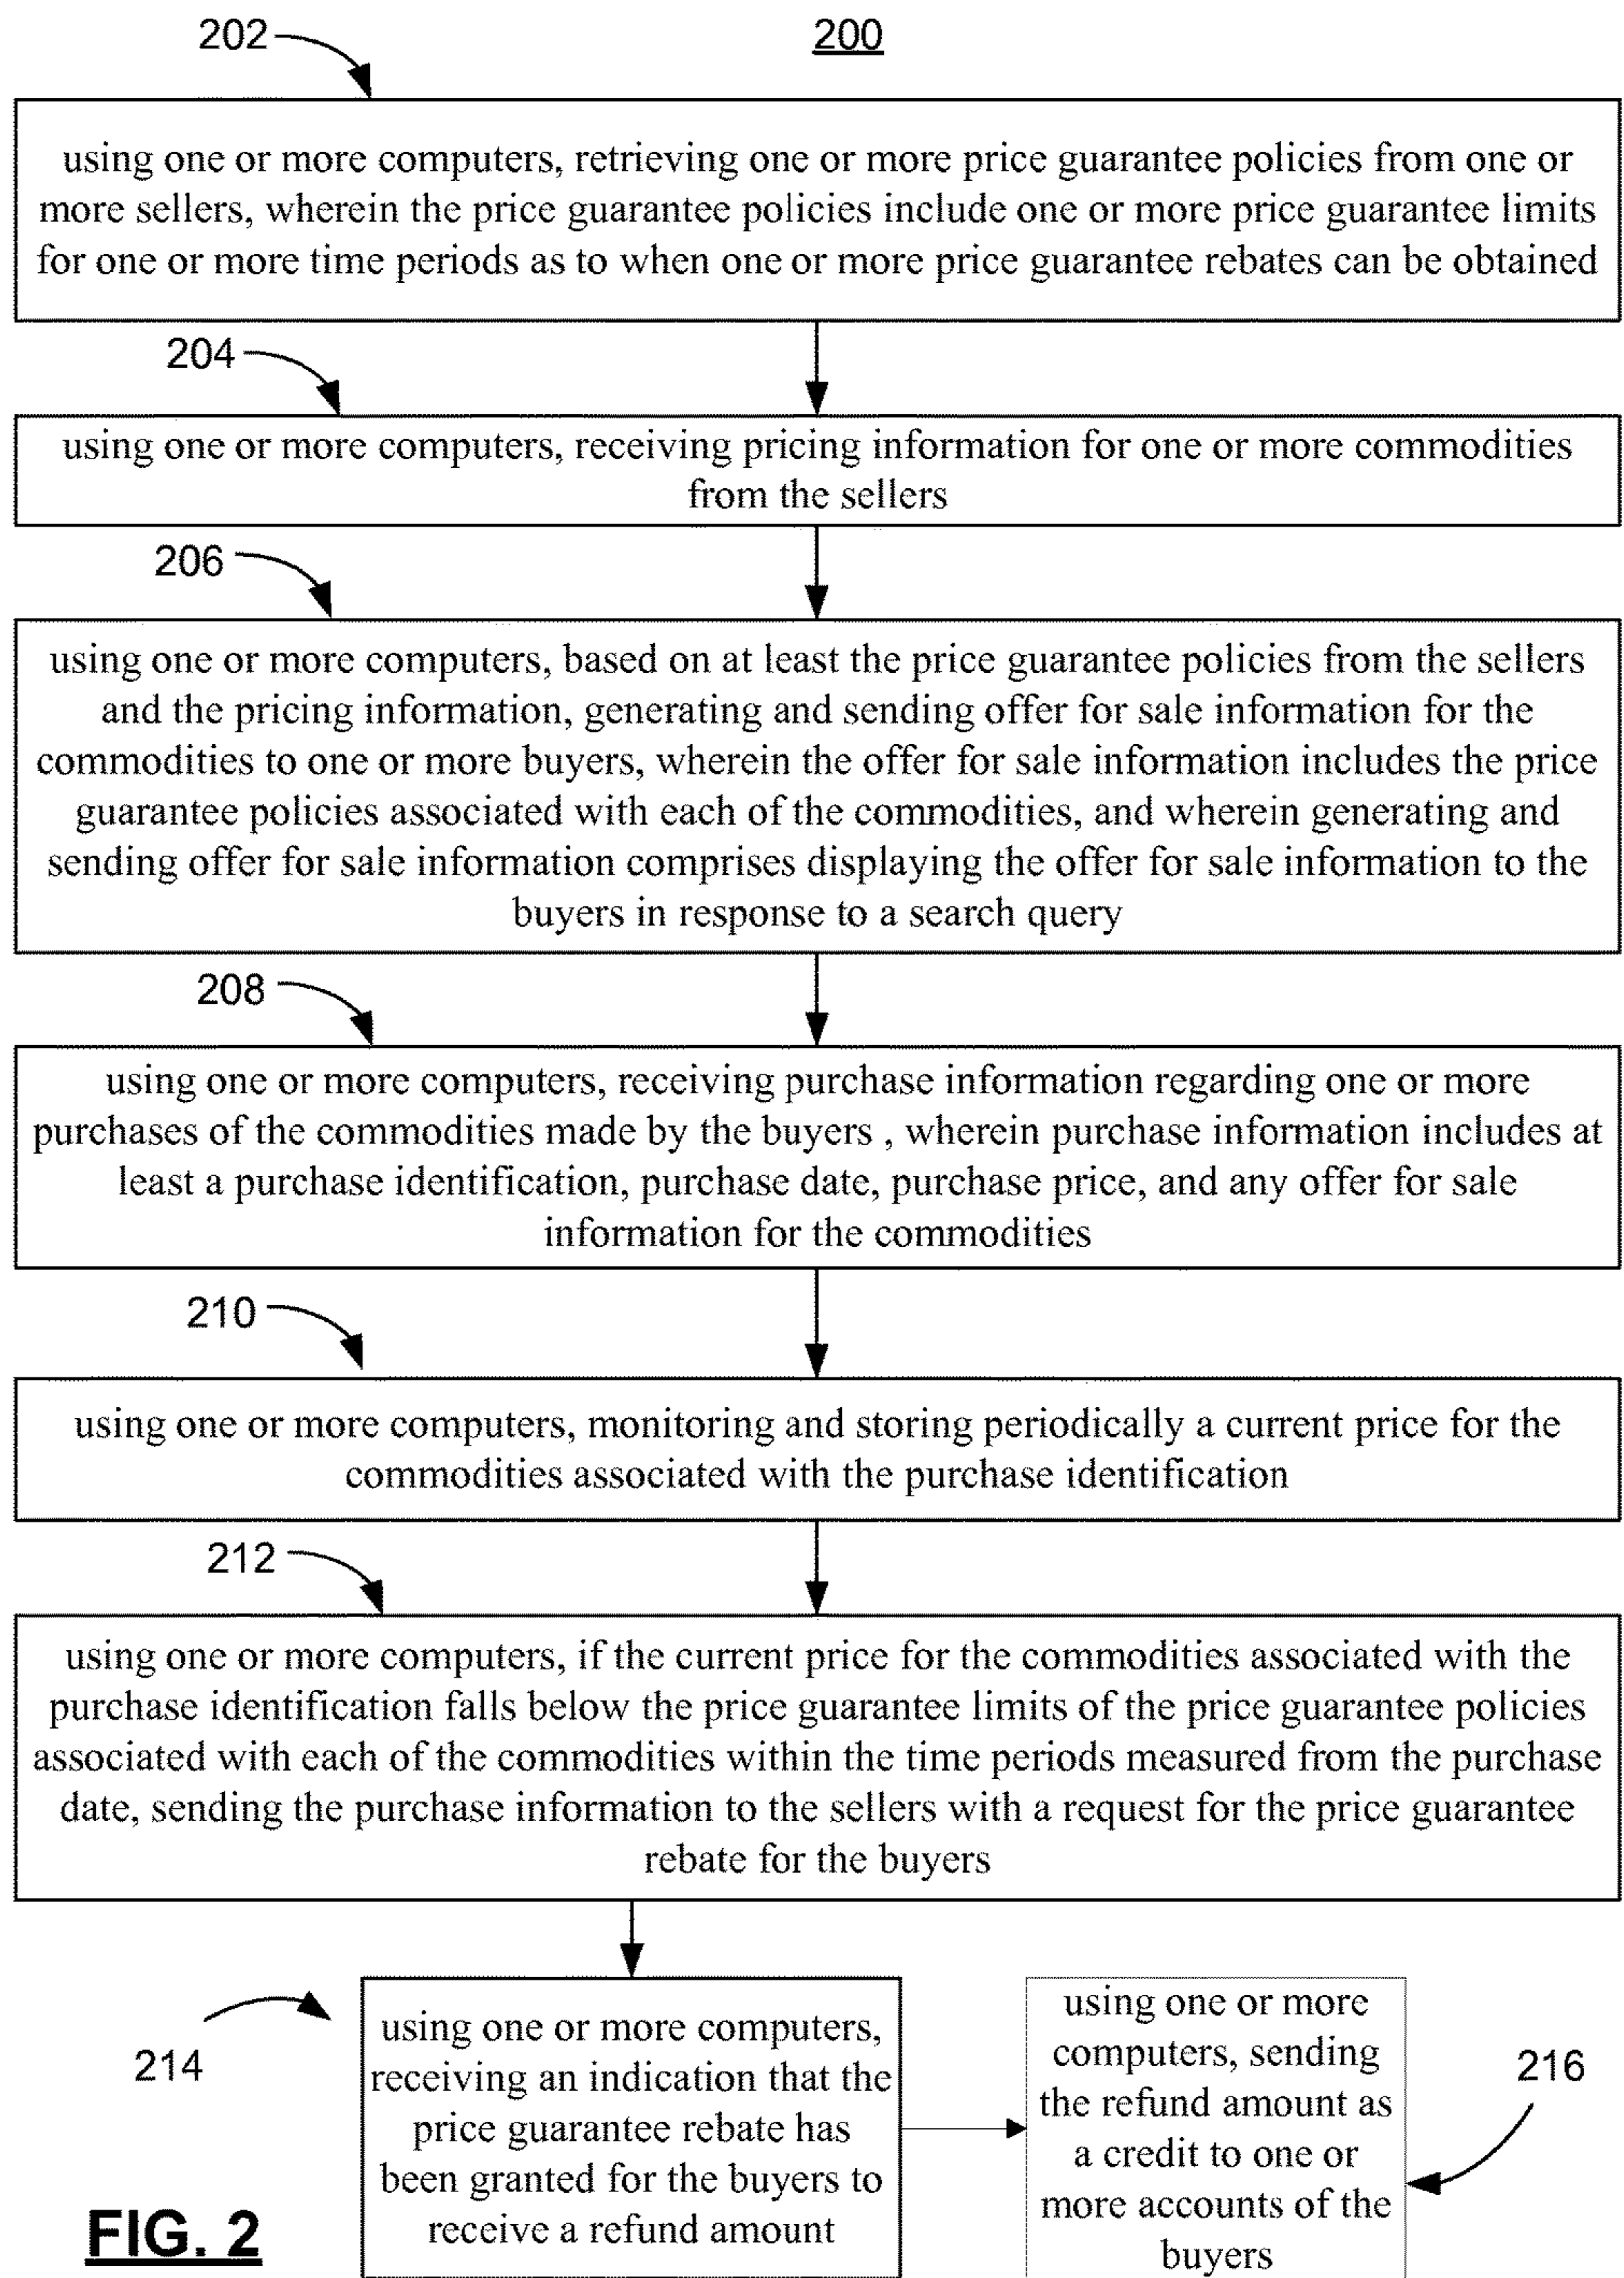 200
202
using one or more computers, retrieving one or more price guarantee policies from one or
more sellers, wherein the price guarantee policies include one or more price guarantee limits
for one or more time periods as to when one or more price guarantee rebates can be obtained
204
using one or more computers, receiving pricing information for one or more commodities
from the sellers
206
using one or more computers, based on at least the price guarantee policies from the sellers
and the pricing information, generating and sending offer for sale information for the
commodities to one or more buyers, wherein the offer for sale information includes the price
guarantee policies associated with each of the commodities, and wherein generating and
sending offer for sale information comprises displaying the offer for sale information to the
buyers in response to a search query
208
using one or more computers, receiving purchase information regarding one or more
purchases of the commodities made by the buyers , wherein purchase information includes at
least a purchase identification, purchase date, purchase price, and any offer for sale
information for the commodities
210
using one or more computers, monitoring and storing periodically a current price for the
commodities associated with the purchase identification
212
using one or more computers, if the current price for the commodities associated with the
purchase identification falls below the price guarantee limits of the price guarantee policies
associated with each of the commodities within the time periods measured from the purchase
date, sending the purchase information to the sellers with a request for the price guarantee
rebate for the buyers
214
using one or more computers,
receiving an indication that the
price guarantee rebate has
been granted for the buyers to
receive a refund amount
using one or more
computers, sending
the refund amount as
a credit to one or
more accounts of the
buyers
216
FIG. 2